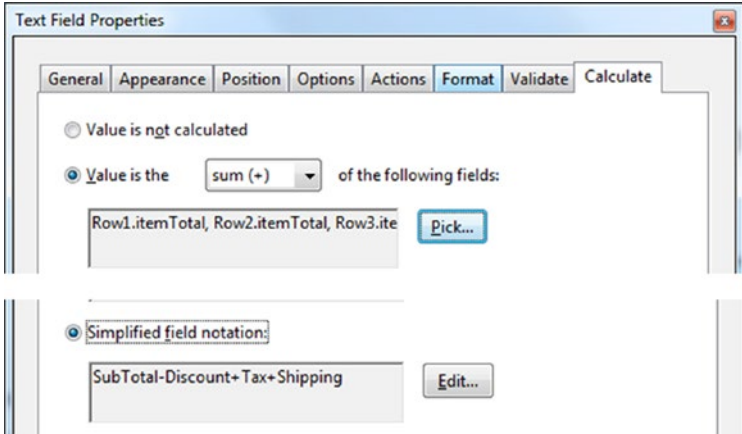 Text Field Properties
General Appearance Position Options Actions Format Validate Calculate
Value is not calculated
Value is the sum (+) of the following fields:
Row1.itemTotal, Row2.itemTotal, Row3.ite Pick...
Simplified field notation:
SubTotal-Discount+Tax+Shipping Edit...